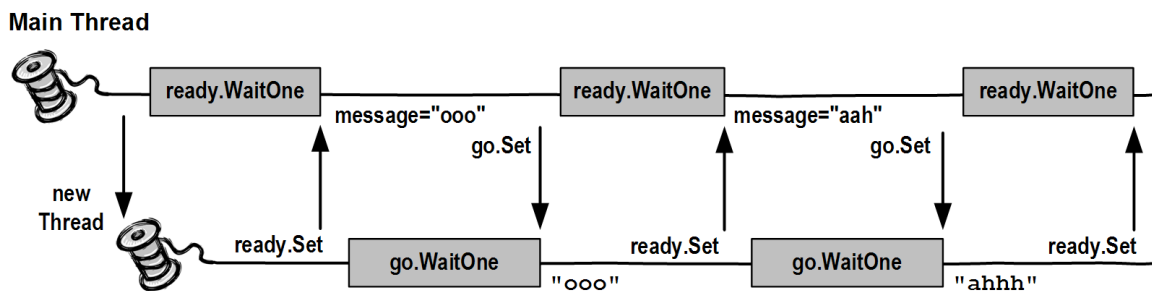 Main Thread
ready.WaitOne
ready.WaitOne
ready.WaitOne
message="ooo"
message="aah"
go.Set
go.Set
new
Thread
ready.Set
ready.Set
ready.Set
go.WaitOne
go.WaitOne
"ooo"
"ahhh"